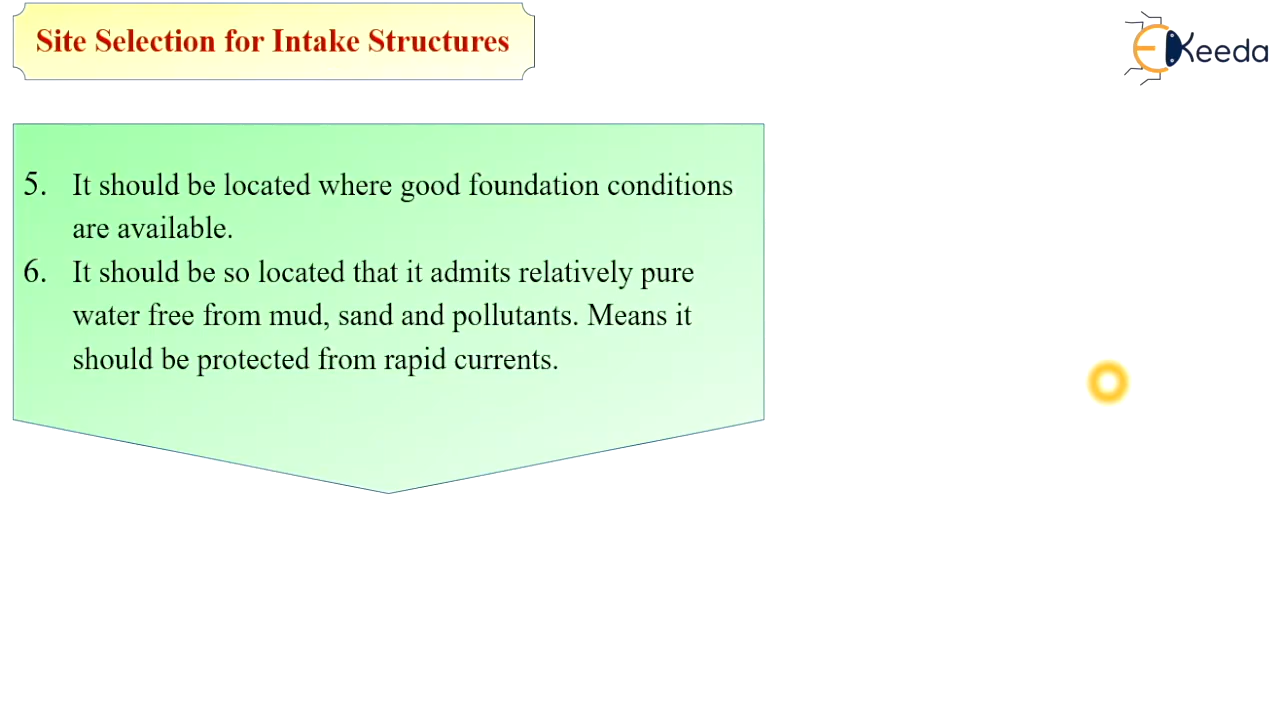 Site Selection for Intake Structures
EKeeda
5. It should be located where good foundation conditions
are available.
6. It should be so located that it admits relatively pure
water free from mud, sand and pollutants. Means it
should be protected from rapid currents.